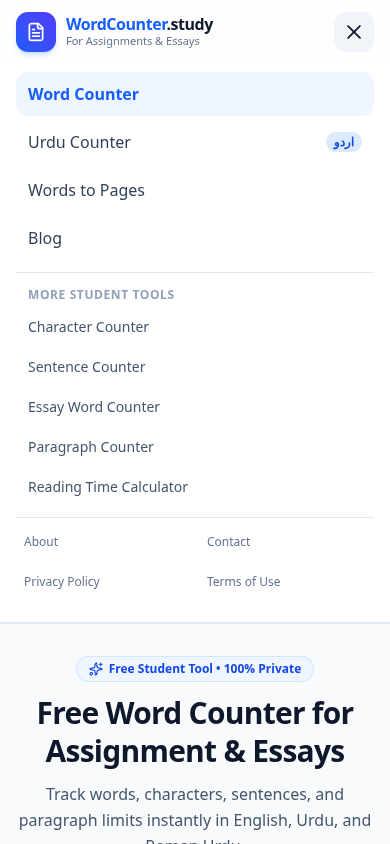 WordCounter.study
For Assignments & Essays
Word Counter
Urdu Counter
اردو
Words to Pages
Blog
MORE STUDENT TOOLS
Character Counter
Sentence Counter
Essay Word Counter
Paragraph Counter
Reading Time Calculator
About
Contact
Privacy Policy
Terms of Use
Free Student Tool • 100% Private
Free Word Counter for
Assignment & Essays
Track words, characters, sentences, and
paragraph limits instantly in English, Urdu, and
Roman Urdu.